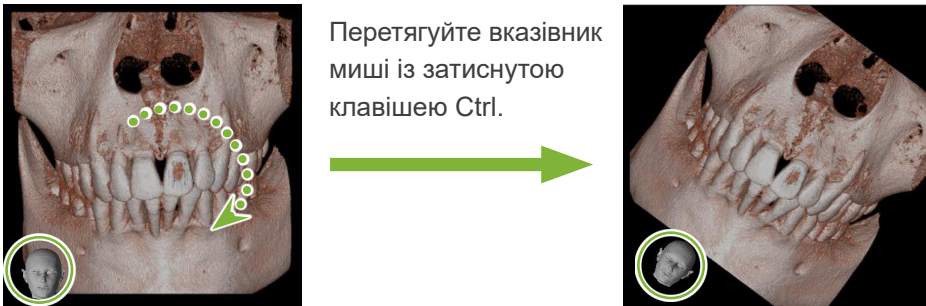 Перетягуйте вказівник
миші із затиснутою
клавішею Ctrl.